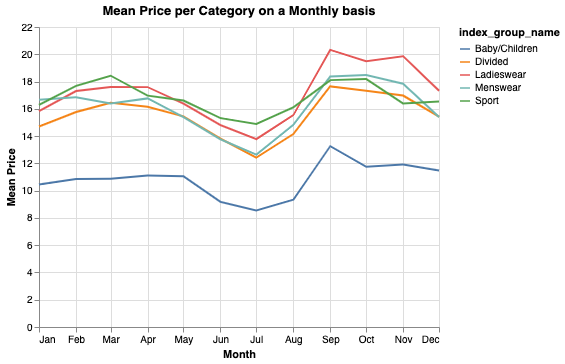 Mean Price per Category on a Monthly basis
index_group_name
Baby/Children
Divided
Ladieswear
Menswear
Sport
Mean Price
22
20
18
16
14
12
10
8
6
4
2
0
Jan Feb Mar Apr May Jun Jul Aug Sep Oct Nov Dec
Month